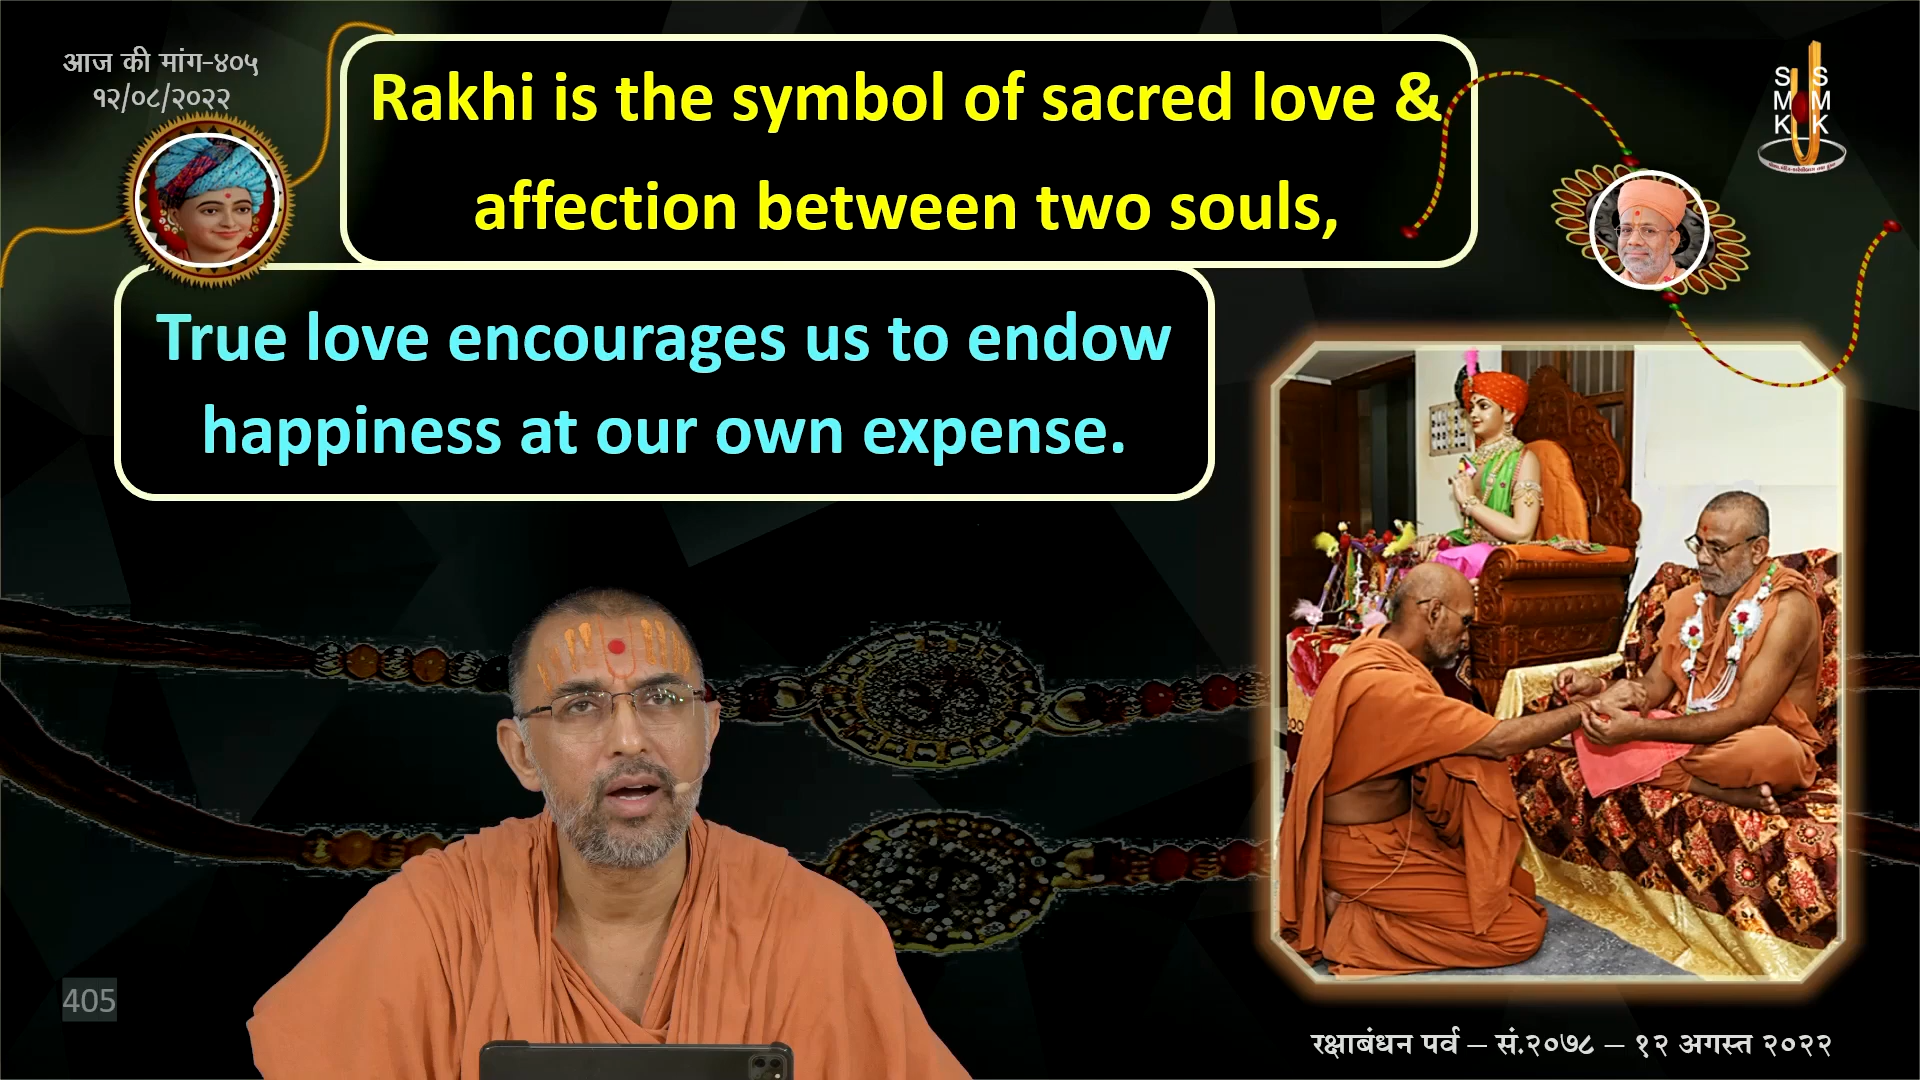 आज की मांग-४०५
१२/०८/२०२२
Rakhi is the symbol of sacred love &
affection between two souls,
True love encourages us to endow
happiness at our own expense.
S S
M M
K K
405
रक्षाबंधन पर्व – सं.२०७८ – १२ अगस्त २०२२